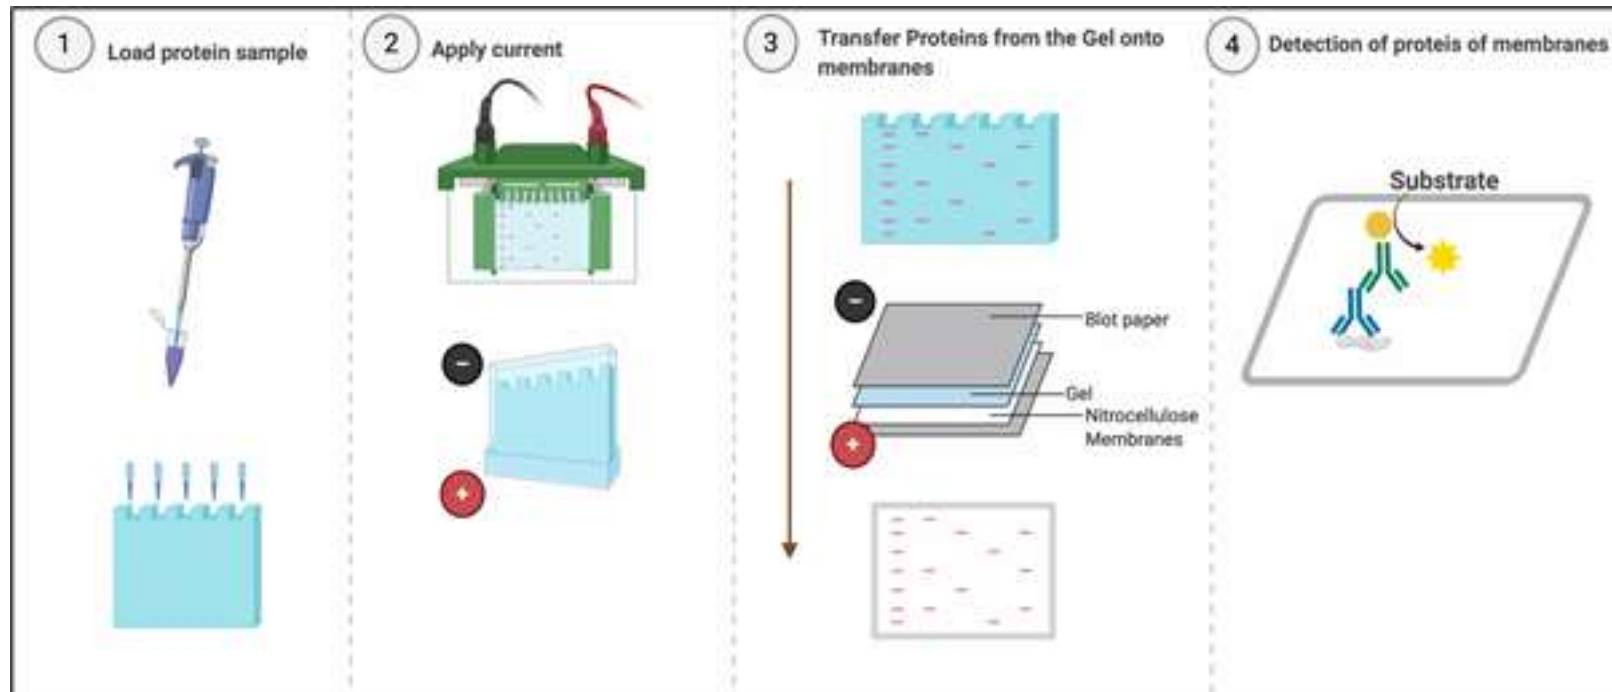 1
Load protein sample
2
Apply current
−
+
3
Transfer Proteins from the Gel onto
membranes
−
Blot paper
Gel
Nitrocellulose
Membranes
+
4
Detection of proteis of membranes
Substrate